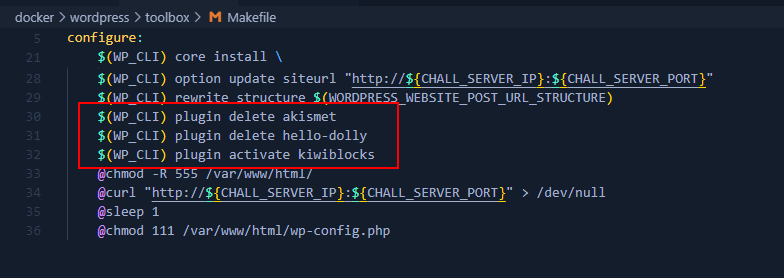 docker > wordpress > toolbox > Makefile
5 configure:
21 $(WP_CLI) core install \
28 $(WP_CLI) option update siteurl "http://${CHALL_SERVER_IP}:${CHALL_SERVER_PORT}"
29 $(WP_CLI) rewrite structure $(WORDPRESS_WEBSITE_POST_URL_STRUCTURE)
30 $(WP_CLI) plugin delete akismet
31 $(WP_CLI) plugin delete hello-dolly
32 $(WP_CLI) plugin activate kiwiblocks
33 @chmod -R 555 /var/www/html/
34 @curl "http://${CHALL_SERVER_IP}:${CHALL_SERVER_PORT}" > /dev/null
35 @sleep 1
36 @chmod 111 /var/www/html/wp-config.php